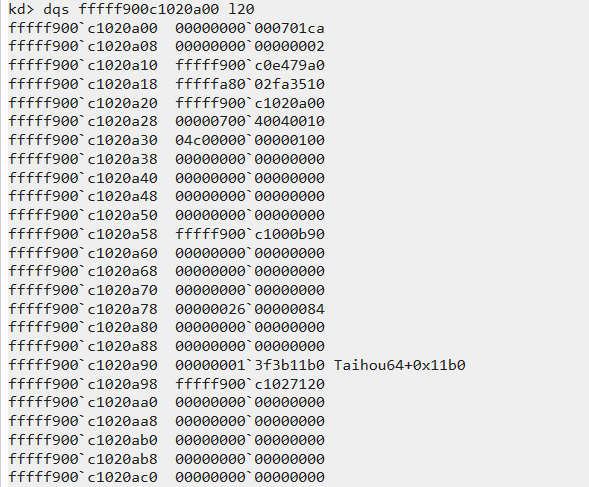 kd> dqs fffff900c1020a00 l20
fffff900`c1020a00  00000000`000701ca
fffff900`c1020a08  00000000`00000002
fffff900`c1020a10  fffff900`c0e479a0
fffff900`c1020a18  fffffa80`02fa3510
fffff900`c1020a20  fffff900`c1020a00
fffff900`c1020a28  00000700`40040010
fffff900`c1020a30  04c00000`00000100
fffff900`c1020a38  00000000`00000000
fffff900`c1020a40  00000000`00000000
fffff900`c1020a48  00000000`00000000
fffff900`c1020a50  00000000`00000000
fffff900`c1020a58  fffff900`c1000b90
fffff900`c1020a60  00000000`00000000
fffff900`c1020a68  00000000`00000000
fffff900`c1020a70  00000000`00000000
fffff900`c1020a78  00000026`00000084
fffff900`c1020a80  00000000`00000000
fffff900`c1020a88  00000000`00000000
fffff900`c1020a90  00000001`3f3b11b0 Taihou64+0x11b0
fffff900`c1020a98  fffff900`c1027120
fffff900`c1020aa0  00000000`00000000
fffff900`c1020aa8  00000000`00000000
fffff900`c1020ab0  00000000`00000000
fffff900`c1020ab8  00000000`00000000
fffff900`c1020ac0  00000000`00000000